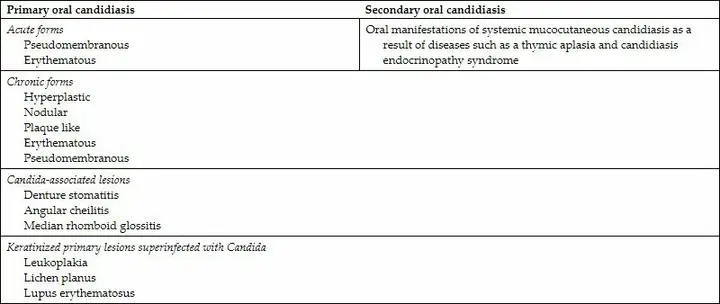 Primary oral candidiasis
Secondary oral candidiasis
Acute forms
Pseudomembranous
Erythematous
Oral manifestations of systemic mucocutaneous candidiasis as a
result of diseases such as a thymic aplasia and candidiasis
endocrinopathy syndrome
Chronic forms
Hyperplastic
Nodular
Plaque like
Erythematous
Pseudomembranous
Candida-associated lesions
Denture stomatitis
Angular cheilitis
Median rhomboid glossitis
Keratinized primary lesions superinfected with Candida
Leukoplakia
Lichen planus
Lupus erythematosus